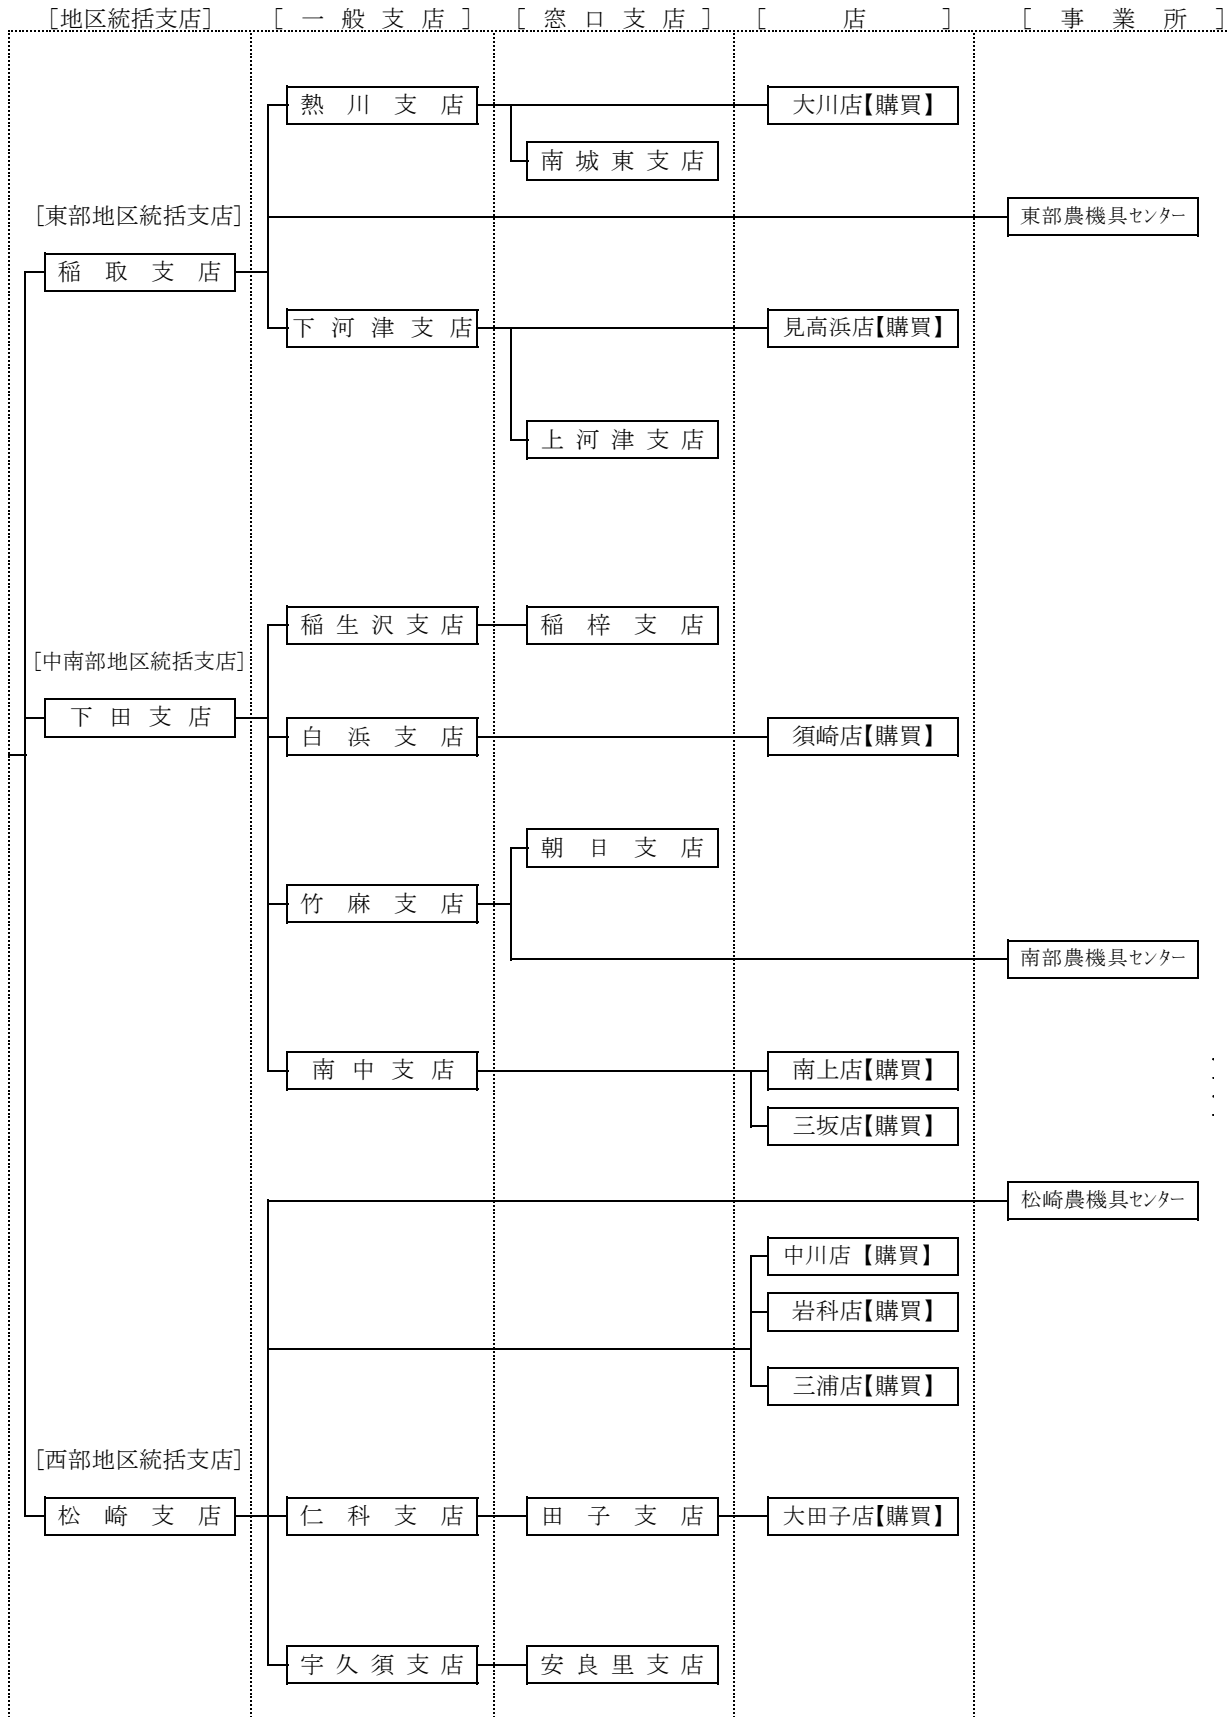 [地区統括支店] [一般支店] [窓口支店] [店] [事業所]
熱川支店 大川店【購買】
南城東支店
[東部地区統括支店] 東部農機具センター
稲取支店
下河津支店 見高浜店【購買】
上河津支店
稲生沢支店 稲梓支店
[中南部地区統括支店]
下田支店
白浜支店 須崎店【購買】
朝日支店
竹麻支店
南部農機具センター
南中支店 南上店【購買】
三坂店【購買】
松崎農機具センター
中川店【購買】
岩科店【購買】
三浦店【購買】
[西部地区統括支店]
松崎支店 仁科支店 田子支店 大田子店【購買】
宇久須支店 安良里支店